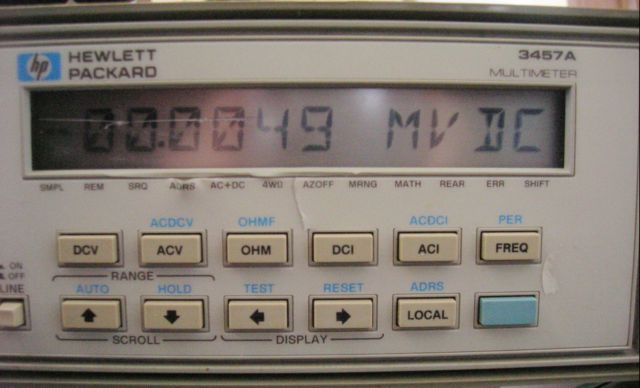 hp HEWLETT PACKARD 3457A
MULTIMETER
-00.0049 MV DC
SMPL REM SRQ ADRS AC+DC 4WΩ AZOFF MRNG MATH REAR ERR SHIFT
ACDCV OHMF ACDCI PER
DCV ACV OHM DCI ACI FREQ
ON
OFF
LINE
RANGE
AUTO HOLD TEST RESET ADRS
LOCAL
SCROLL DISPLAY